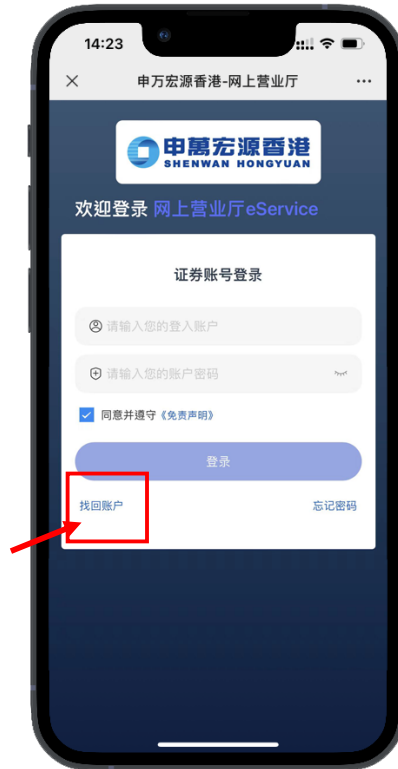 14:23
申万宏源香港-网上营业厅
申萬宏源香港
SHENWAN HONGYUAN
欢迎登录 网上营业厅eService
证券账号登录
请输入您的登入账户
请输入您的账户密码
同意并遵守《免责声明》
登录
找回账户 忘记密码